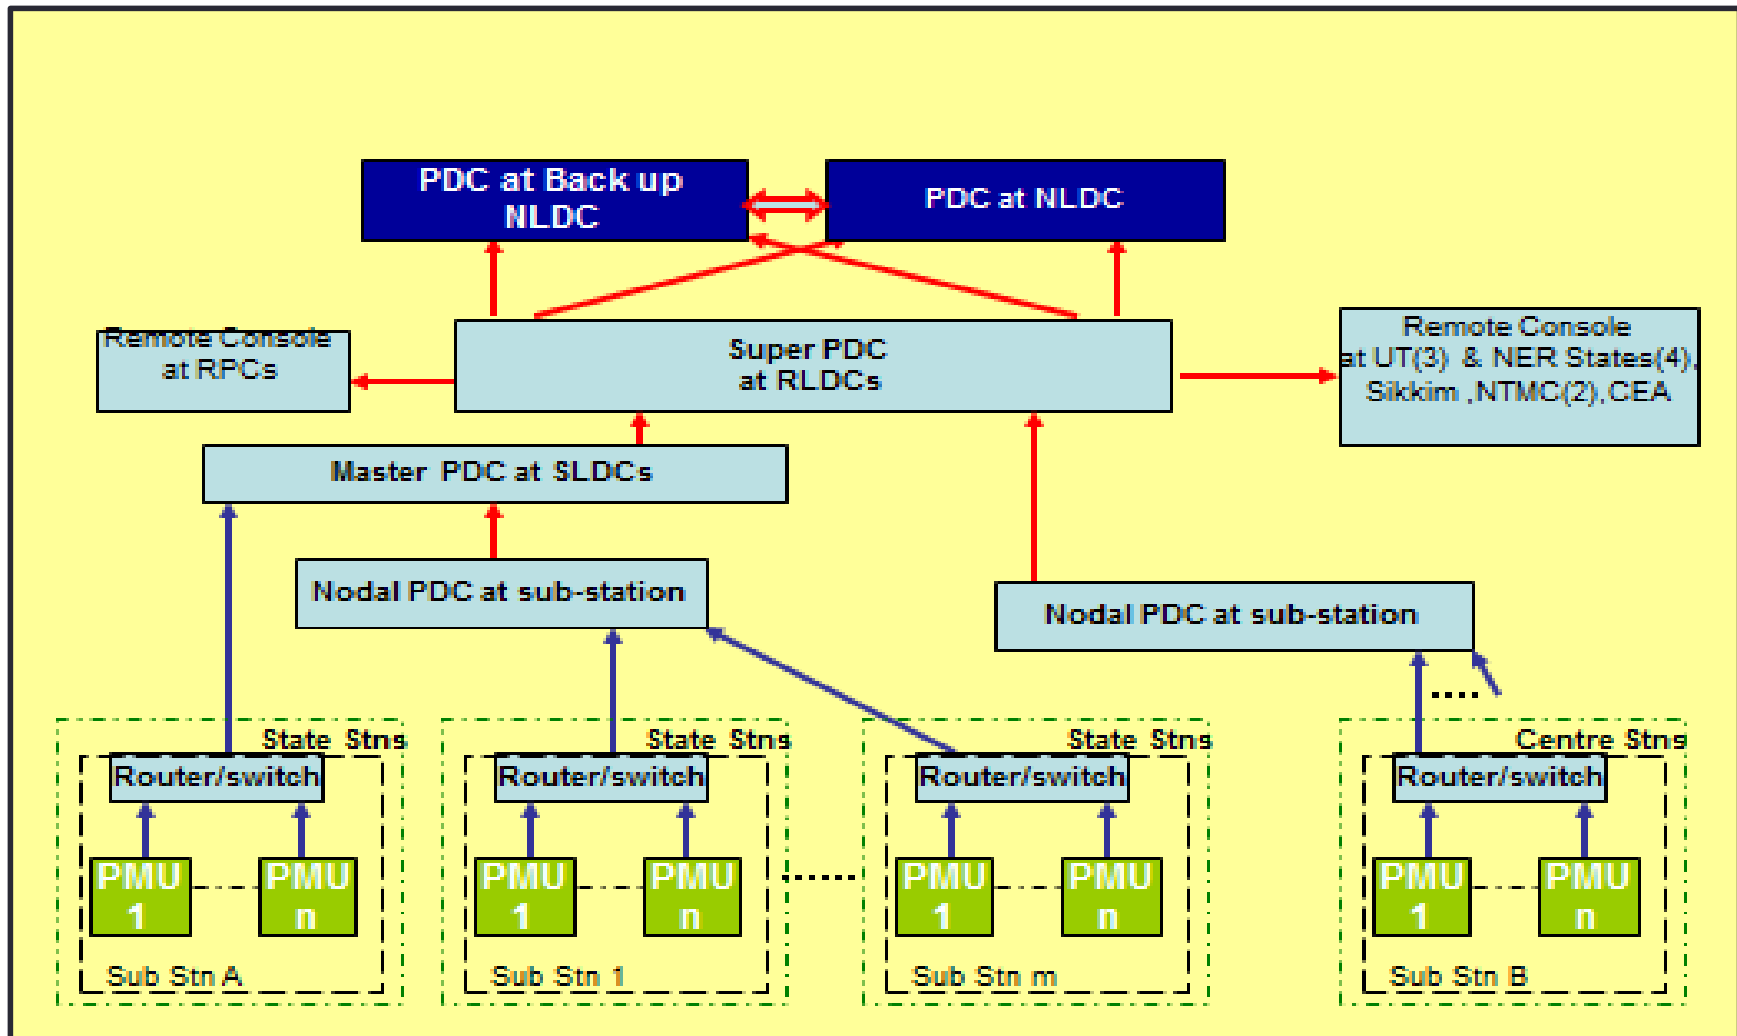 PDC at Back up
NLDC
PDC at NLDC
Remote Console
at RPCs
Super PDC
at RLDCs
Remote Console
at UT(3) & NER States(4),
Sikkim ,NTMC(2),CEA
Master PDC at SLDCs
Nodal PDC at sub-station
Nodal PDC at sub-station
State Stns
State Stns
State Stns
Centre Stns
Router/switch
Router/switch
Router/switch
Router/switch
PMU
1
PMU
n
PMU
1
PMU
n
PMU
1
PMU
n
PMU
1
PMU
n
Sub Stn A
Sub Stn 1
Sub Stn m
Sub Stn B